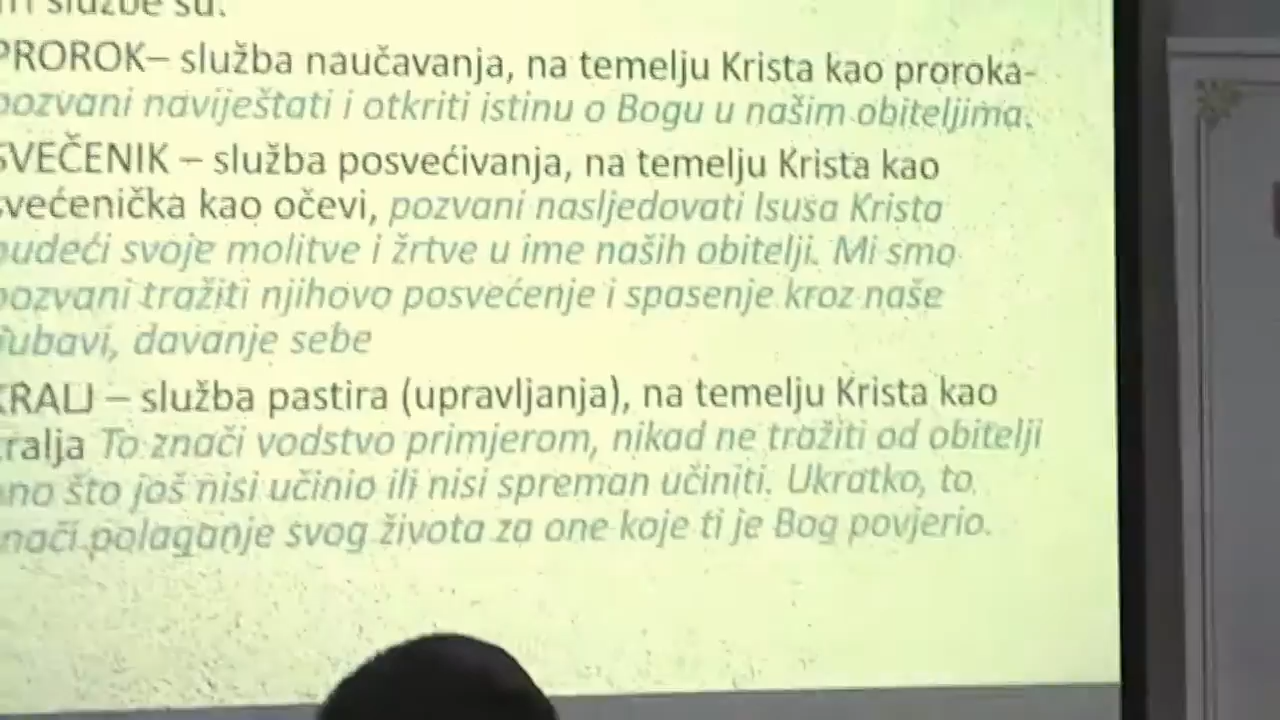 službe su:
PROROK– služba naučavanja, na temelju Krista kao proroka-
pozvani naviještati i otkriti istinu o Bogu u našim obiteljima.
SVEČENIK – služba posvećivanja, na temelju Krista kao
svećenička kao očevi, pozvani nasljedovati Isusa Krista
nudeći svoje molitve i žrtve u ime naših obitelji. Mi smo
pozvani tražiti njihovo posvećenje i spasenje kroz naše
ljubavi, davanje sebe
KRALJ – služba pastira (upravljanja), na temelju Krista kao
kralja To znači vodstvo primjerom, nikad ne tražiti od obitelji
ono što još nisi učinio ili nisi spreman učiniti. Ukratko, to
znači polaganje svog života za one koje ti je Bog povjerio.